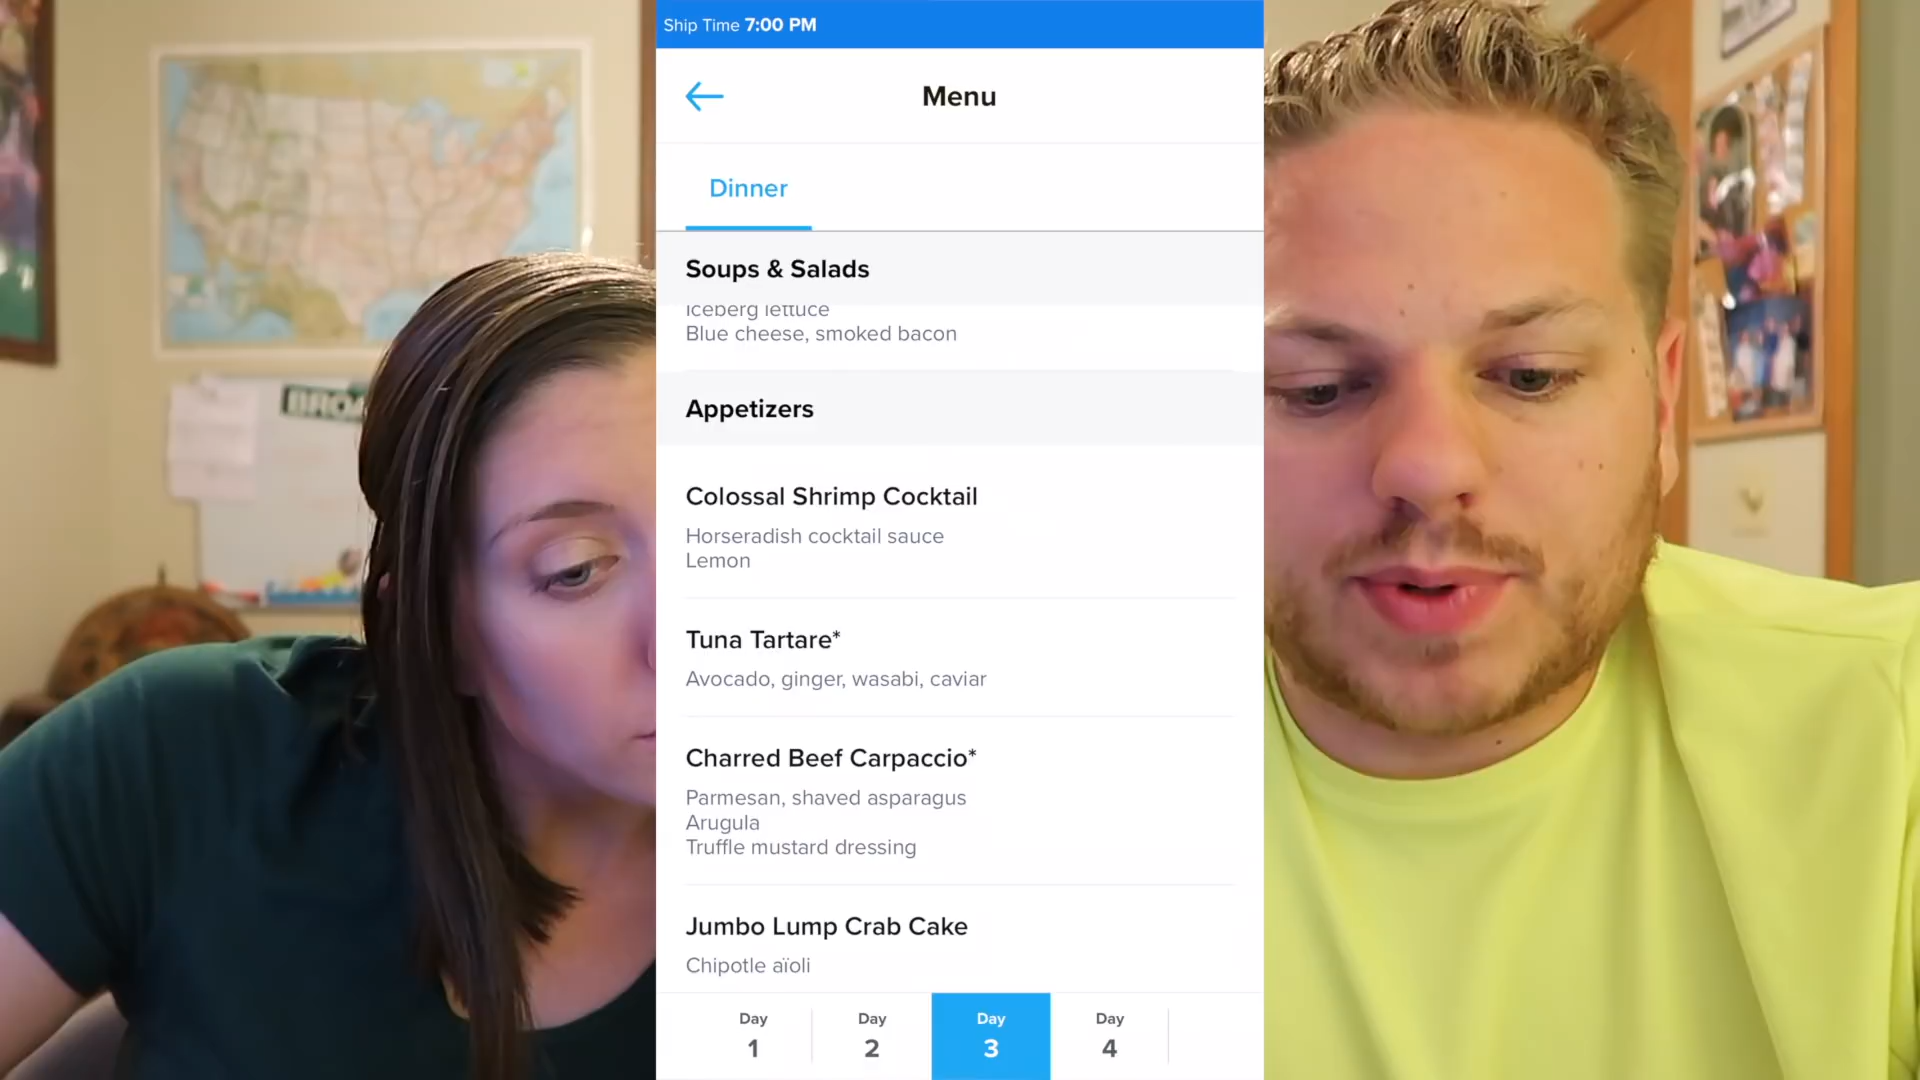 Ship Time 7:00 PM
Menu
Dinner
Soups & Salads
Iceberg lettuce
Blue cheese, smoked bacon
Appetizers
Colossal Shrimp Cocktail
Horseradish cocktail sauce
Lemon
Tuna Tartare*
Avocado, ginger, wasabi, caviar
Charred Beef Carpaccio*
Parmesan, shaved asparagus
Arugula
Truffle mustard dressing
Jumbo Lump Crab Cake
Chipotle aïoli
Day
1
Day
2
Day
3
Day
4